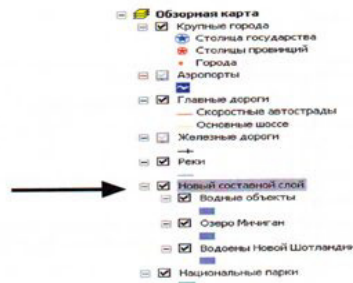 Обзорная карта
Крупные города
Столица государства
Столицы провинций
Города
Аэропорты
Главные дороги
Скоростные автострады
Основные шоссе
Железные дороги
Реки
Новый составной слой
Водные объекты
Озеро Мичиган
Водоемы Новой Шотландии
Национальные парки